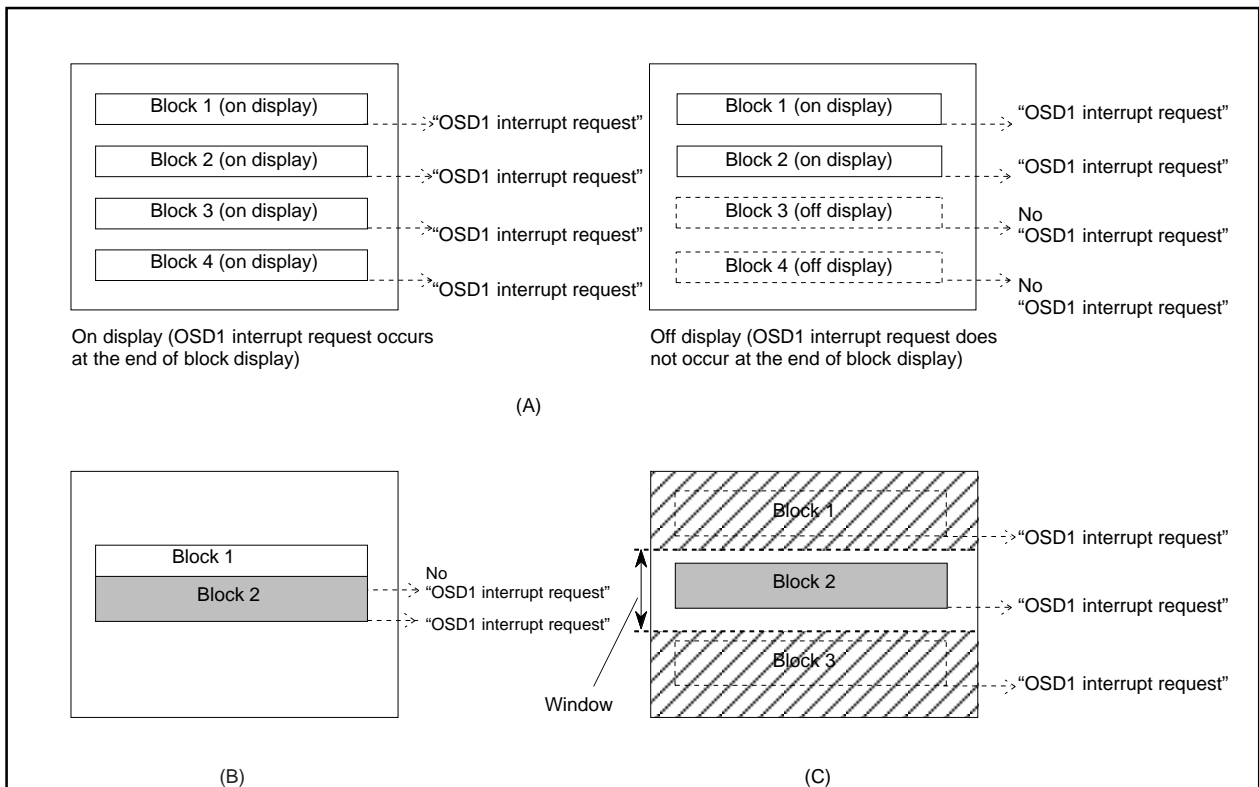 Block 1 (on display)
“OSD1 interrupt request”
Block 2 (on display)
“OSD1 interrupt request”
Block 3 (on display)
“OSD1 interrupt request”
Block 4 (on display)
“OSD1 interrupt request”
On display (OSD1 interrupt request occurs
at the end of block display)
Block 1 (on display)
“OSD1 interrupt request”
Block 2 (on display)
“OSD1 interrupt request”
Block 3 (off display)
No
“OSD1 interrupt request”
Block 4 (off display)
No
“OSD1 interrupt request”
Off display (OSD1 interrupt request does
not occur at the end of block display)
(A)
Block 1
Block 2
No
“OSD1 interrupt request”
“OSD1 interrupt request”
(B)
Block 1
“OSD1 interrupt request”
Block 2
“OSD1 interrupt request”
Block 3
“OSD1 interrupt request”
Window
(C)